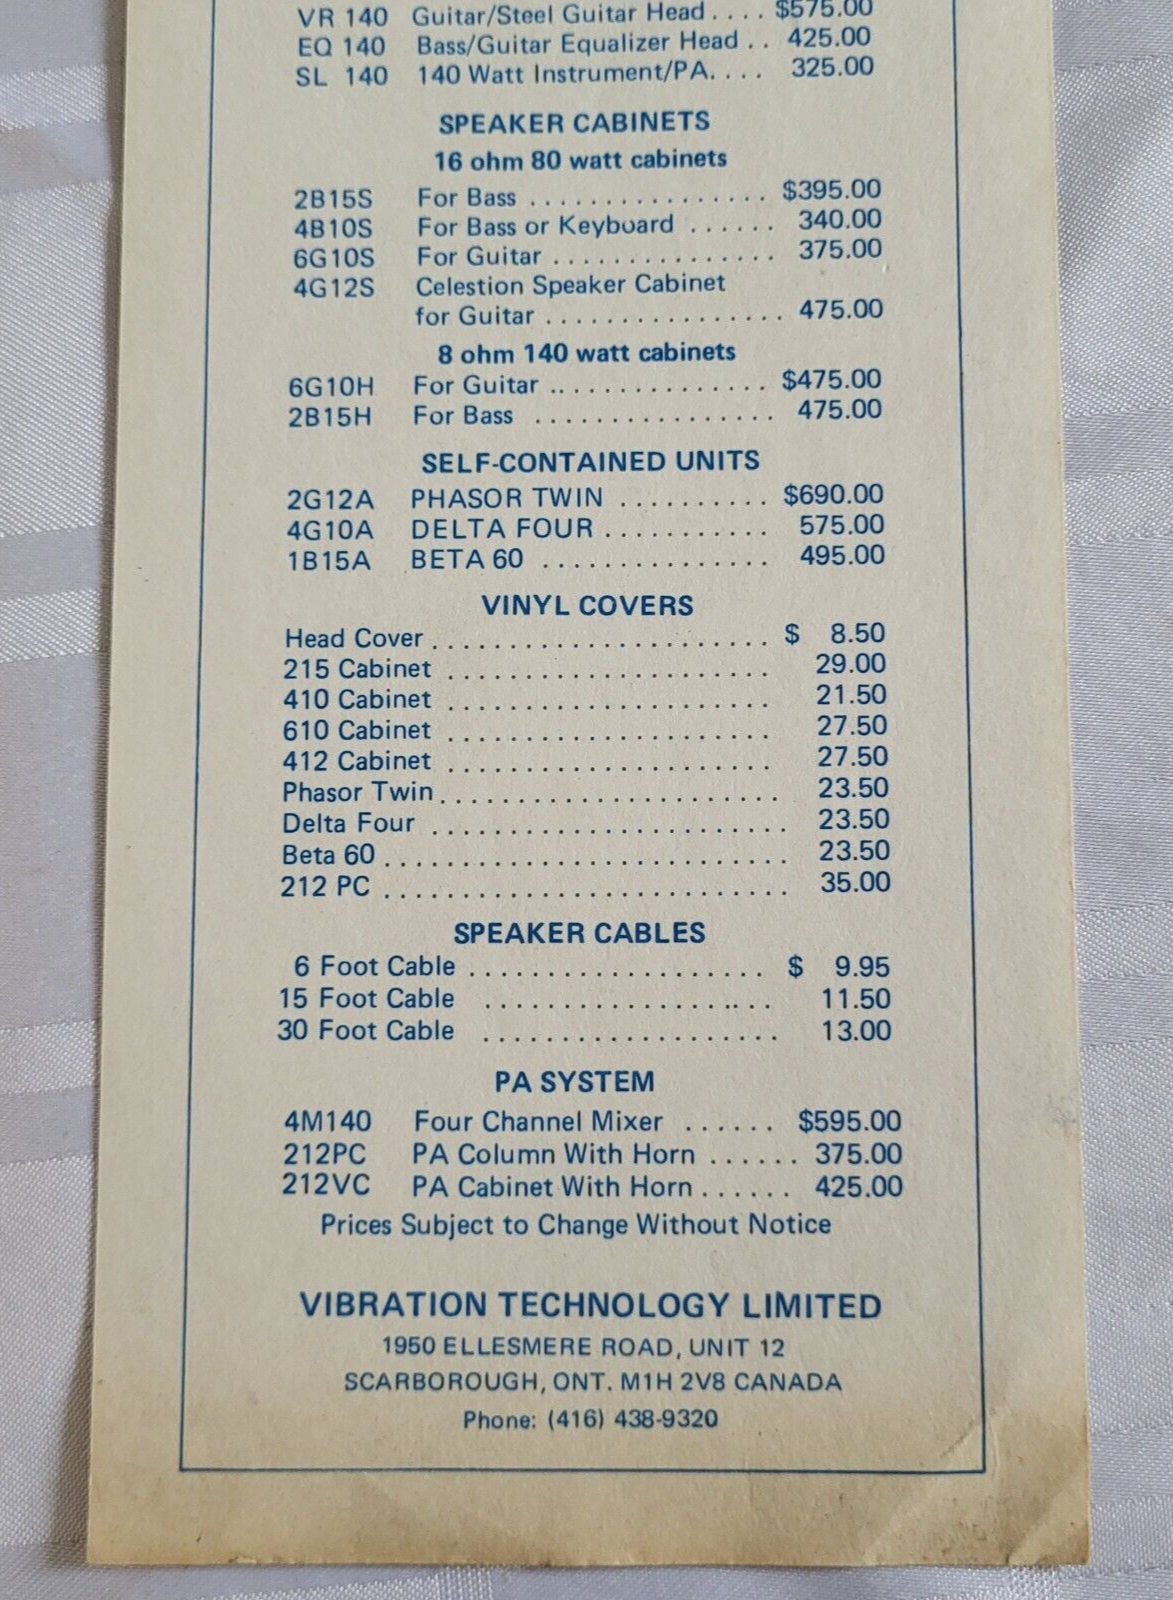 VR 140 Guitar/Steel Guitar Head .... $575.00
EQ 140 Bass/Guitar Equalizer Head .. 425.00
SL 140 140 Watt Instrument/PA. ... 325.00
SPEAKER CABINETS
16 ohm 80 watt cabinets
2B15S For Bass ................ $395.00
4B10S For Bass or Keyboard ...... 340.00
6G10S For Guitar ............... 375.00
4G12S Celestion Speaker Cabinet
for Guitar ................ 475.00
8 ohm 140 watt cabinets
6G10H For Guitar ............... $475.00
2B15H For Bass ................ 475.00
SELF-CONTAINED UNITS
2G12A PHASOR TWIN .......... $690.00
4G10A DELTA FOUR ........... 575.00
1B15A BETA 60 ............... 495.00
VINYL COVERS
Head Cover ...................... $ 8.50
215 Cabinet ..................... 29.00
410 Cabinet ..................... 21.50
610 Cabinet ..................... 27.50
412 Cabinet ..................... 27.50
Phasor Twin ...................... 23.50
Delta Four ....................... 23.50
Beta 60 .......................... 23.50
212 PC .......................... 35.00
SPEAKER CABLES
6 Foot Cable ................... $ 9.95
15 Foot Cable ................... 11.50
30 Foot Cable ................... 13.00
PA SYSTEM
4M140 Four Channel Mixer ...... $595.00
212PC PA Column With Horn ...... 375.00
212VC PA Cabinet With Horn ...... 425.00
Prices Subject to Change Without Notice
VIBRATION TECHNOLOGY LIMITED
1950 ELLESMERE ROAD, UNIT 12
SCARBOROUGH, ONT. M1H 2V8 CANADA
Phone: (416) 438-9320